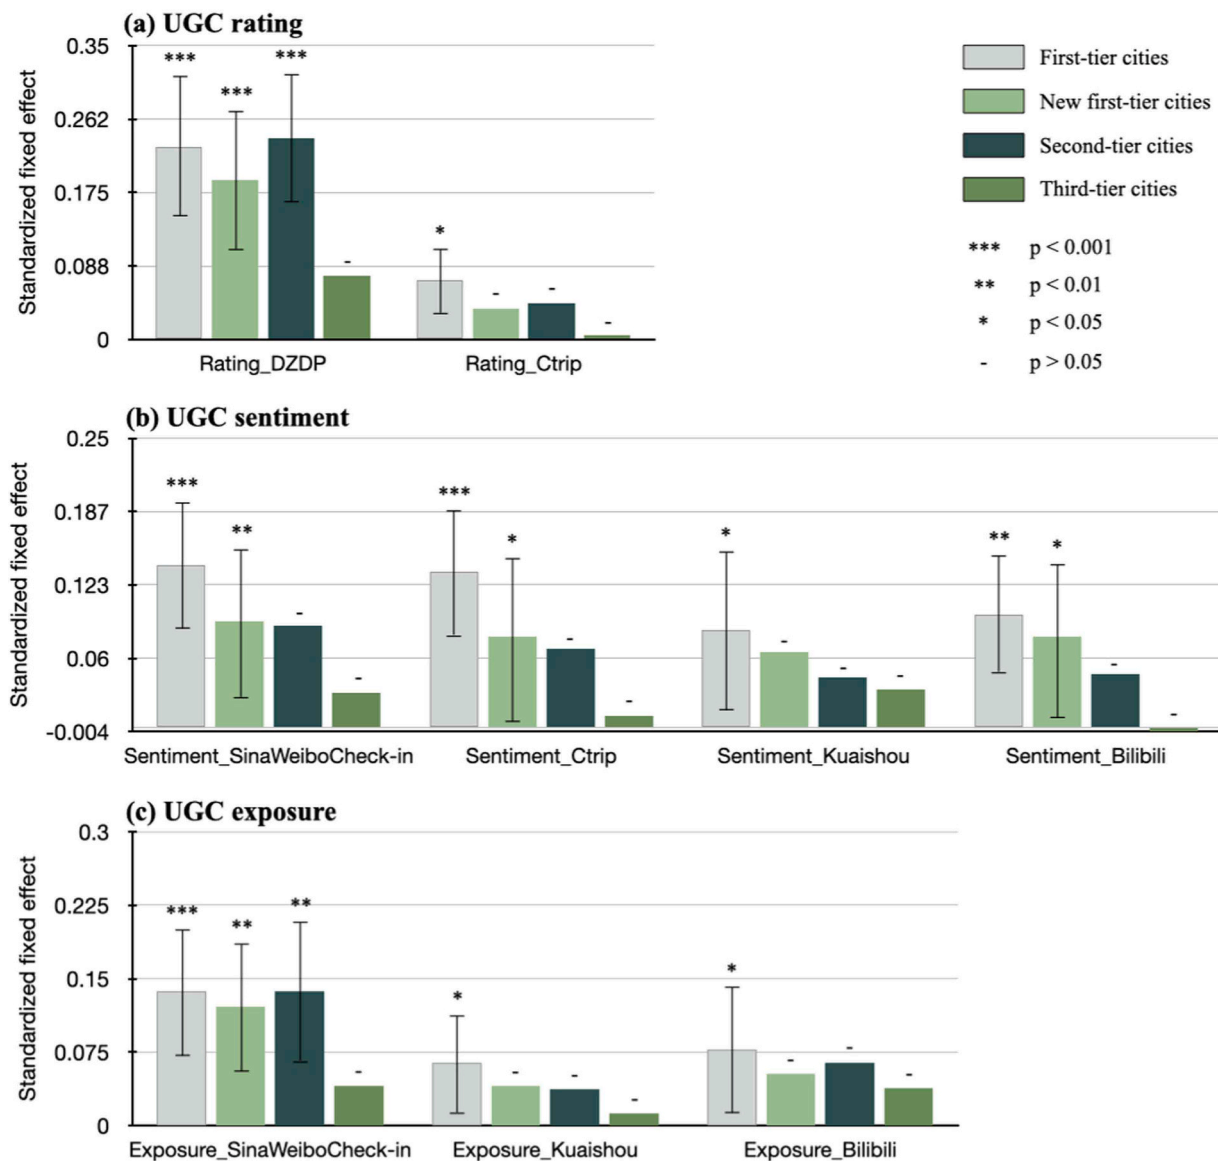 (a) UGC rating
Standardized fixed effect
0.35
0.262
0.175
0.088
0
***
***
***
-
*
-
-
-
Rating_DZDP
Rating_Ctrip
First-tier cities
New first-tier cities
Second-tier cities
Third-tier cities
*** p < 0.001
** p < 0.01
* p < 0.05
- p > 0.05
(b) UGC sentiment
Standardized fixed effect
0.25
0.187
0.123
0.06
-0.004
***
**
-
-
***
*
-
-
*
-
-
-
**
*
-
-
Sentiment_SinaWeiboCheck-in
Sentiment_Ctrip
Sentiment_Kuaishou
Sentiment_Bilibili
(c) UGC exposure
Standardized fixed effect
0.3
0.225
0.15
0.075
0
***
**
**
-
*
-
-
-
*
-
-
-
Exposure_SinaWeiboCheck-in
Exposure_Kuaishou
Exposure_Bilibili